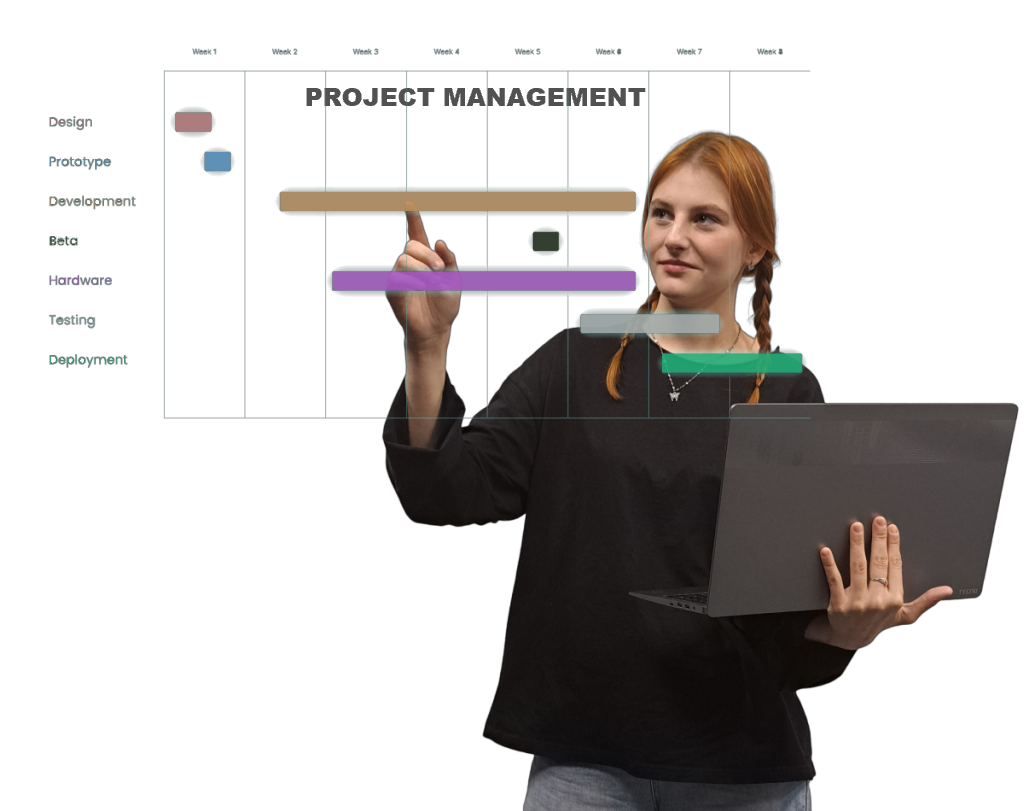 Week 1 Week 2 Week 3 Week 4 Week 5 Week 6 Week 7 Week 8
PROJECT MANAGEMENT
Design
Prototype
Development
Beta
Hardware
Testing
Deployment
TECNO